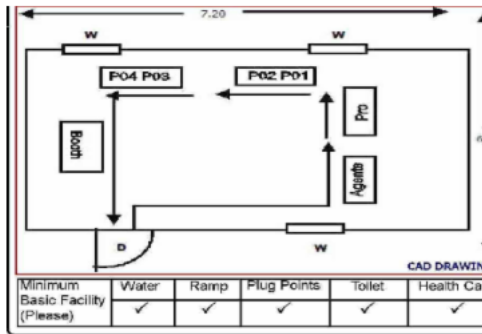 7.20
W W
P04 P03 P02 P01
Pro
Booth
Agents
D
W
CAD DRAWIN
Minimum Basic Facility (Please) Water Ramp Plug Points Toilet Health Ca
✓ ✓ ✓ ✓ ✓